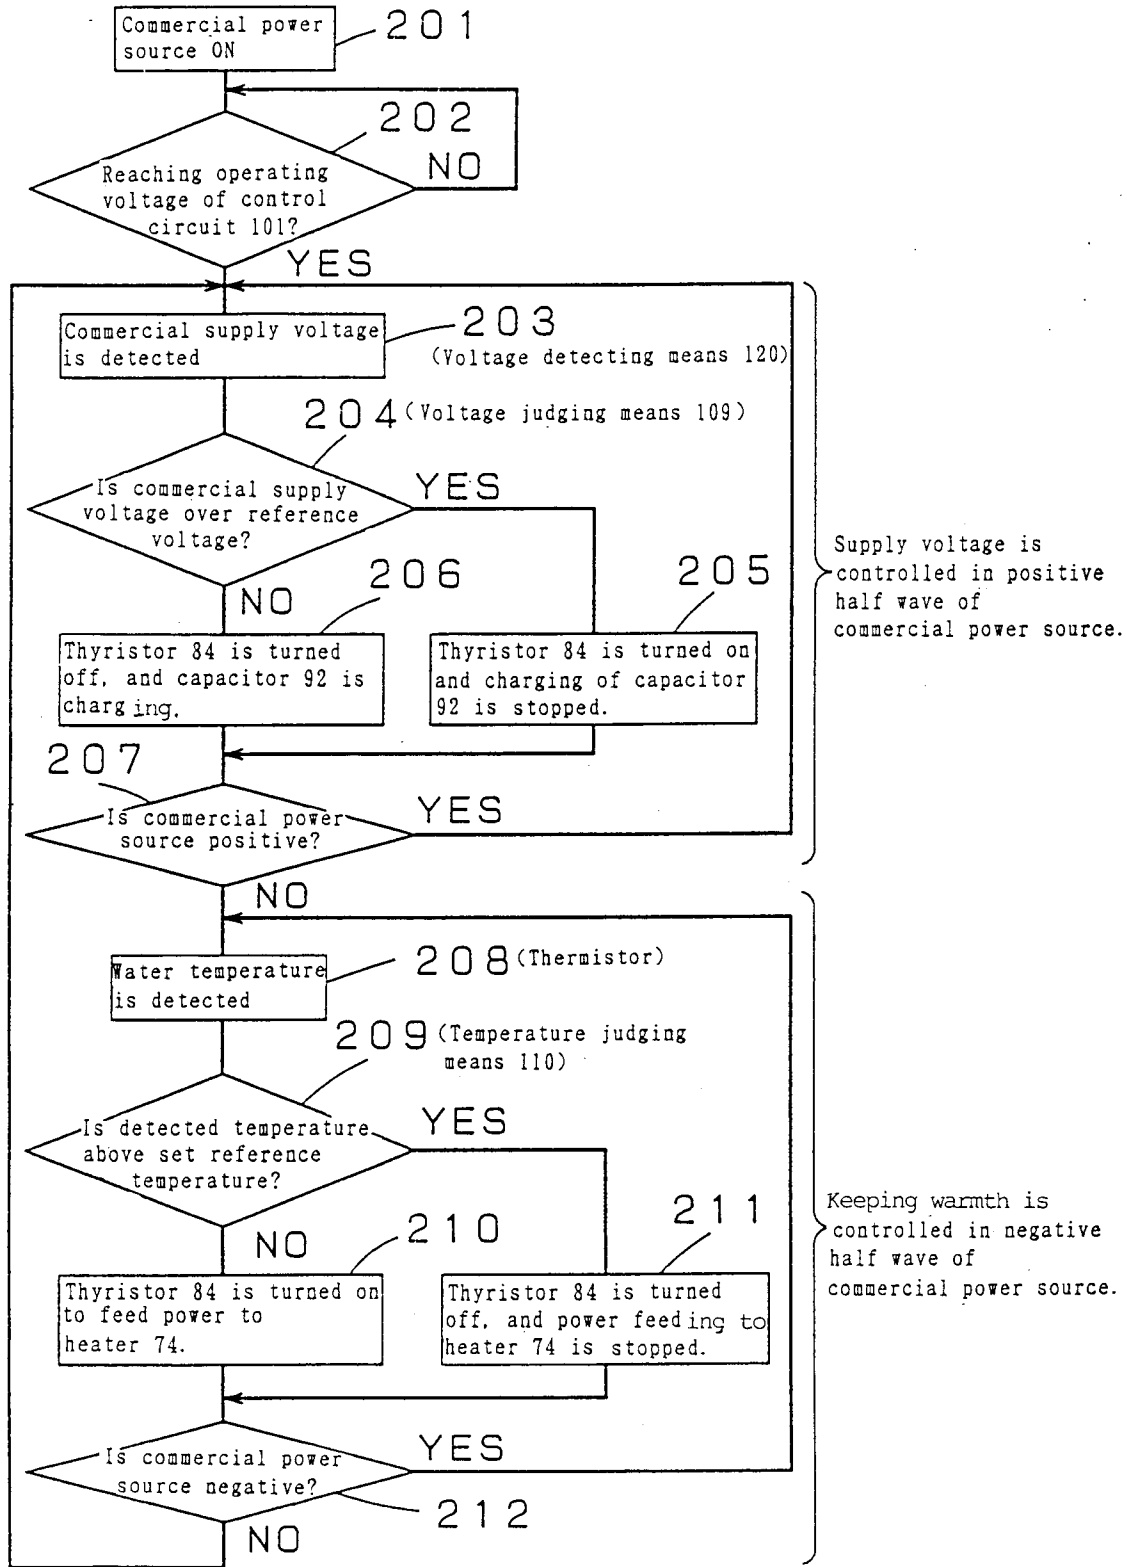 Commercial power
source ON
201
202
Reaching operating
voltage of control
circuit 101?
NO
YES
Commercial supply voltage
is detected
203
(Voltage detecting means 120)
204 (Voltage judging means 109)
Is commercial supply
voltage over reference
voltage?
YES
NO
206
205
Thyristor 84 is turned
off, and capacitor 92 is
charging.
Thyristor 84 is turned on
and charging of capacitor
92 is stopped.
Supply voltage is
controlled in positive
half wave of
commercial power source.
207
Is commercial power
source positive?
YES
NO
Water temperature
is detected
208 (Thermistor)
209 (Temperature judging
means 110)
Is detected temperature
above set reference
temperature?
YES
NO
210
211
Thyristor 84 is turned on
to feed power to
heater 74.
Thyristor 84 is turned
off, and power feeding to
heater 74 is stopped.
Keeping warmth is
controlled in negative
half wave of
commercial power source.
Is commercial power
source negative?
YES
212
NO